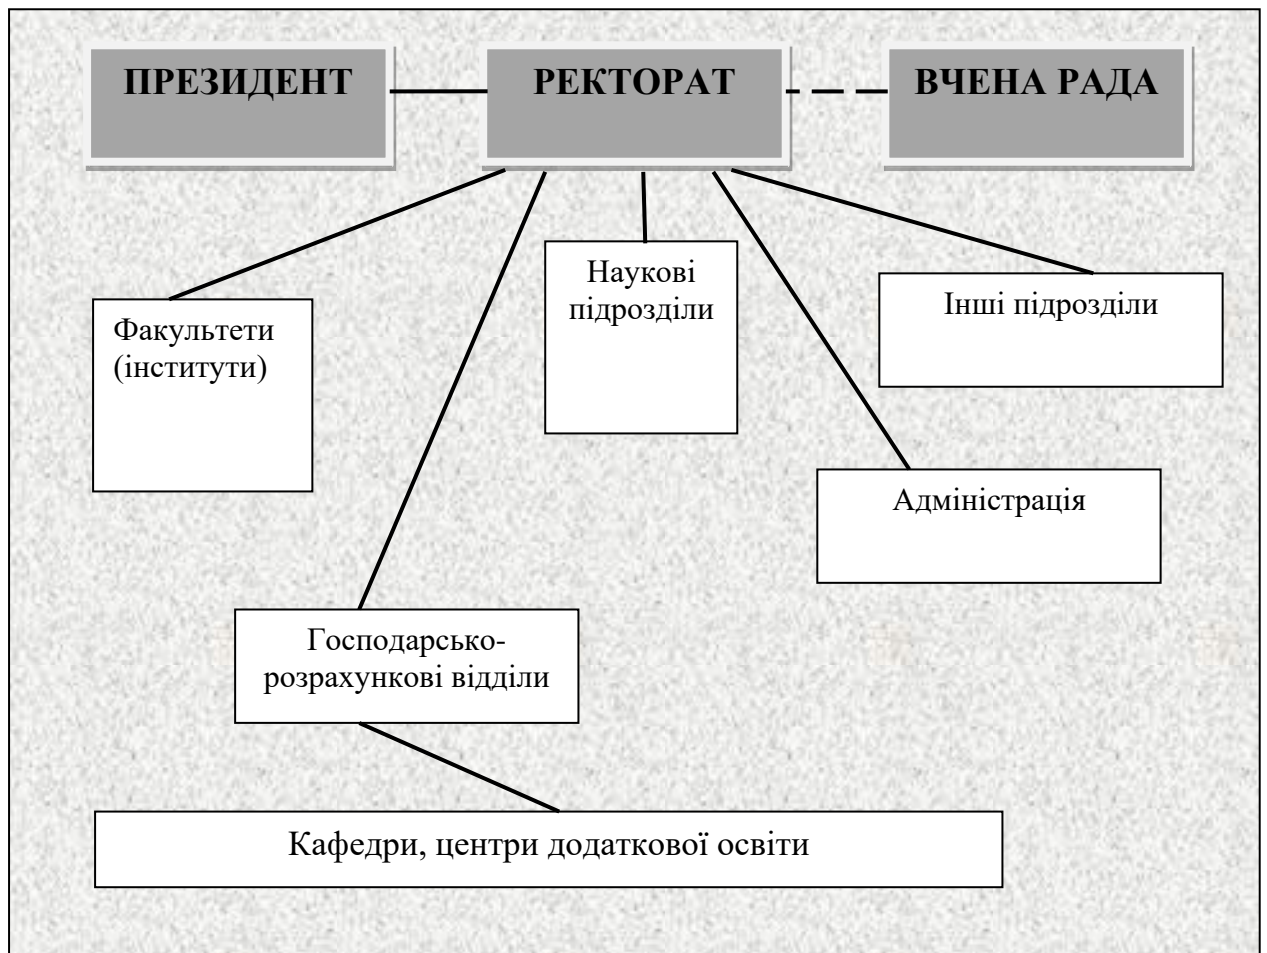 ПРЕЗИДЕНТ
РЕКТОРАТ
ВЧЕНА РАДА
Наукові
підрозділи
Інші підрозділи
Факультети
(інститути)
Адміністрація
Господарсько-
розрахункові відділи
Кафедри, центри додаткової освіти